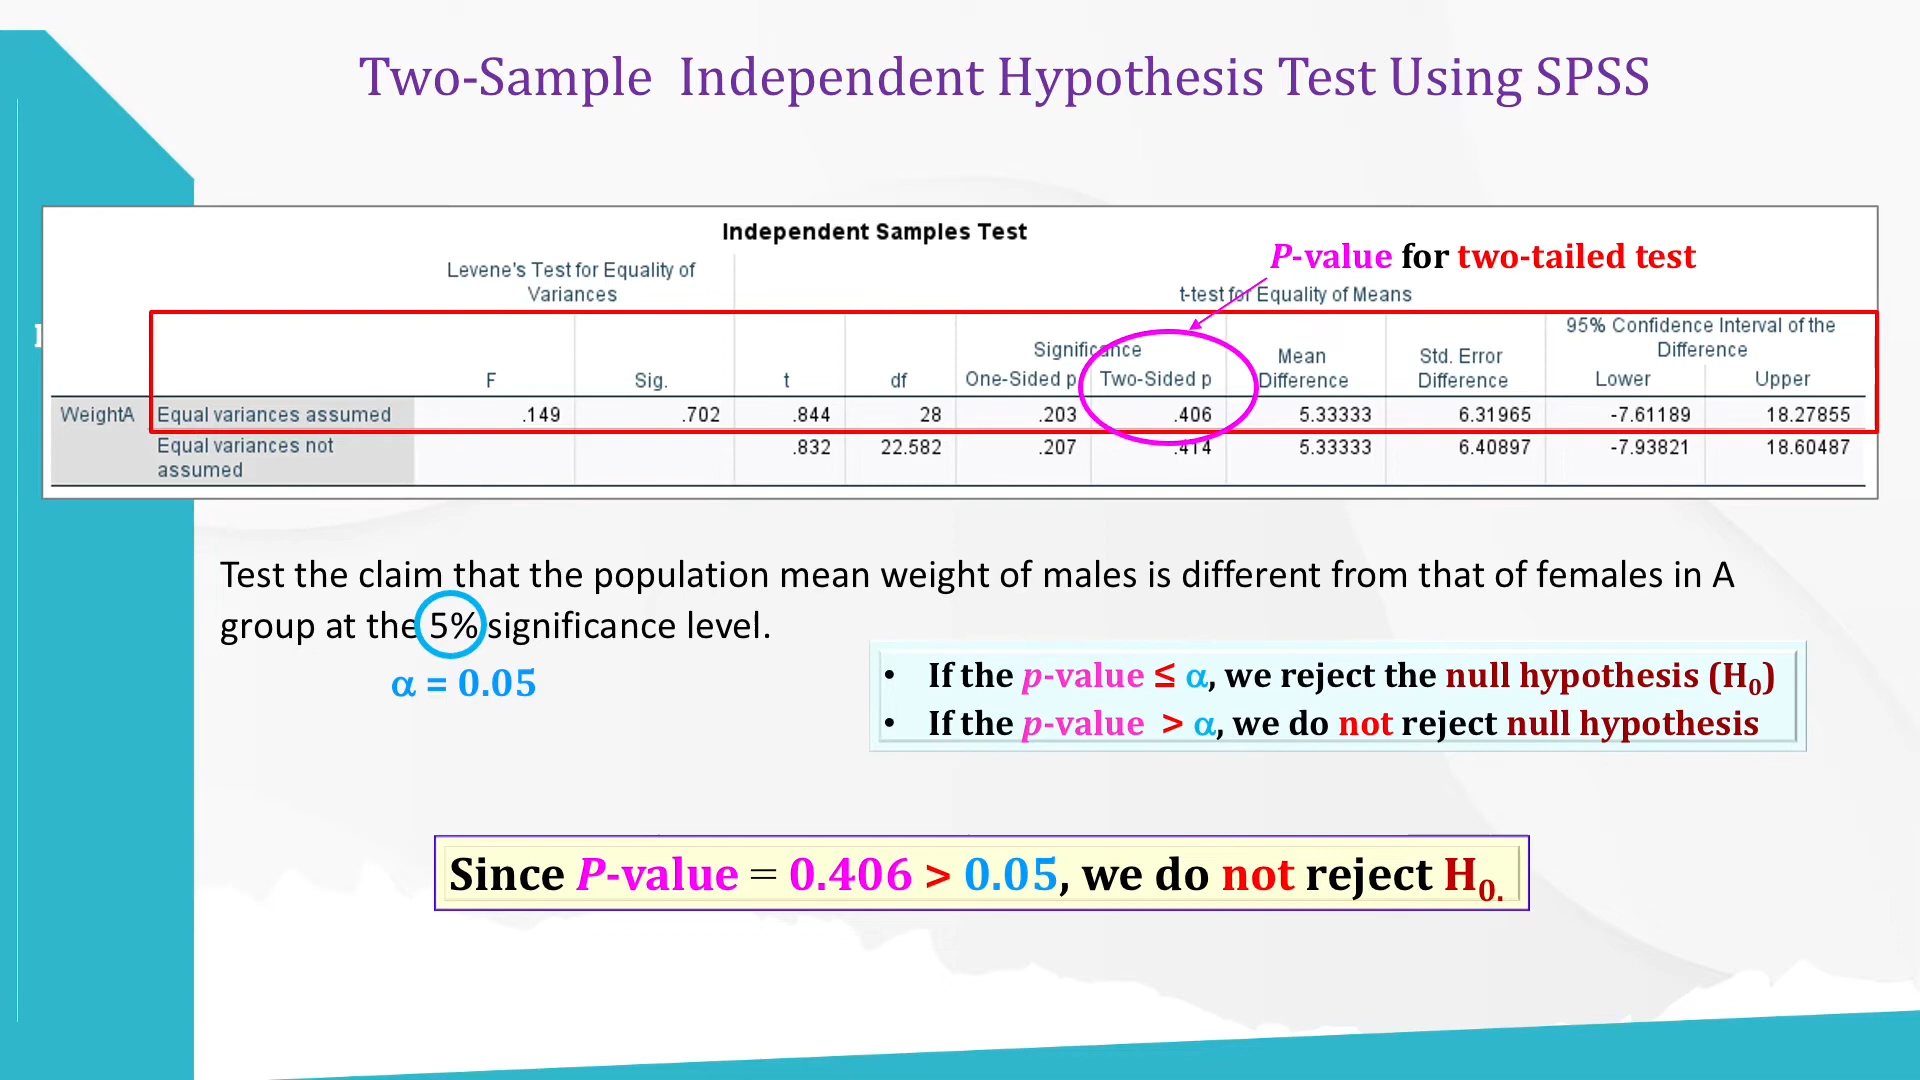 Two-Sample Independent Hypothesis Test Using SPSS
Independent Samples Test
P-value for two-tailed test
Levene's Test for Equality of
Variances
t-test for Equality of Means
95% Confidence Interval of the
Difference
Significance
Mean
Difference
Std. Error
Difference
F Sig. t df One-Sided p Two-Sided p Lower Upper
WeightA Equal variances assumed .149 .702 .844 28 .203 .406 5.33333 6.31965 -7.61189 18.27855
Equal variances not
assumed
.832 22.582 .207 .414 5.33333 6.40897 -7.93821 18.60487
Test the claim that the population mean weight of males is different from that of females in A
group at the 5% significance level.
α = 0.05
• If the p-value ≤ α, we reject the null hypothesis (H₀)
• If the p-value > α, we do not reject null hypothesis
Since P-value = 0.406 > 0.05, we do not reject H₀.